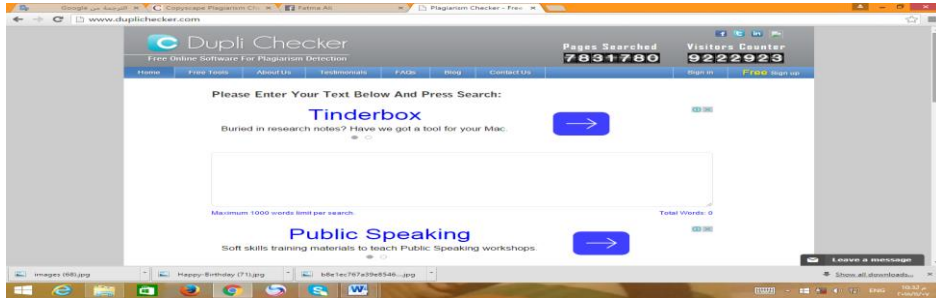 الترجمة من Google
Copyscape Plagiarism Ch
Fatma Ali
Plagiarism Checker - Free
www.duplichecker.com
Dupli Checker
Free Online Software For Plagiarism Detection
Pages Searched
7831780
Visitors Counter
9222923
Home Free Tools About Us Testimonials FAQs Blog Contact Us Sign in Free Sign up
Please Enter Your Text Below And Press Search:
Tinderbox
Buried in research notes? Have we got a tool for your Mac.
Maximum 1000 words limit per search.
Total Words: 0
Public Speaking
Soft skills training materials to teach Public Speaking workshops.
Leave a message
images (68).jpg
Happy-Birthday (71).jpg
b8e1ec767a39e8546....jpg
Show all downloads...
ENG